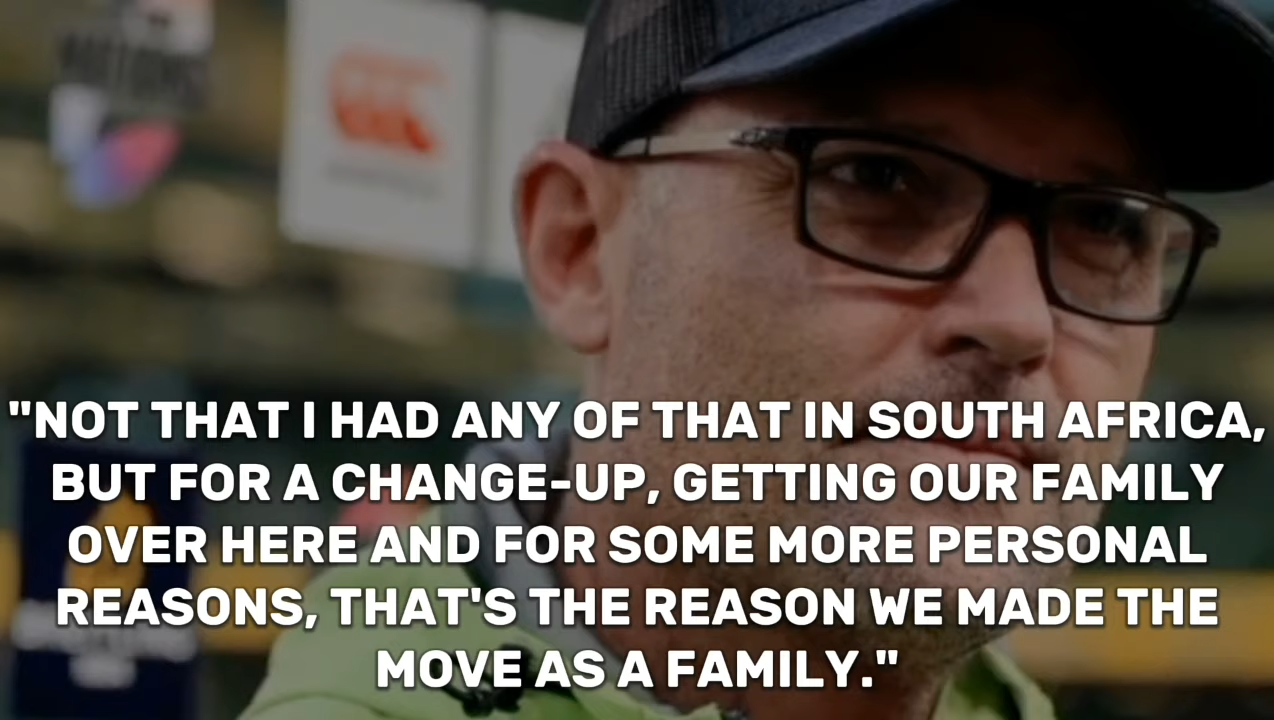 "NOT THAT I HAD ANY OF THAT IN SOUTH AFRICA,
BUT FOR A CHANGE-UP, GETTING OUR FAMILY
OVER HERE AND FOR SOME MORE PERSONAL
REASONS, THAT'S THE REASON WE MADE THE
MOVE AS A FAMILY."